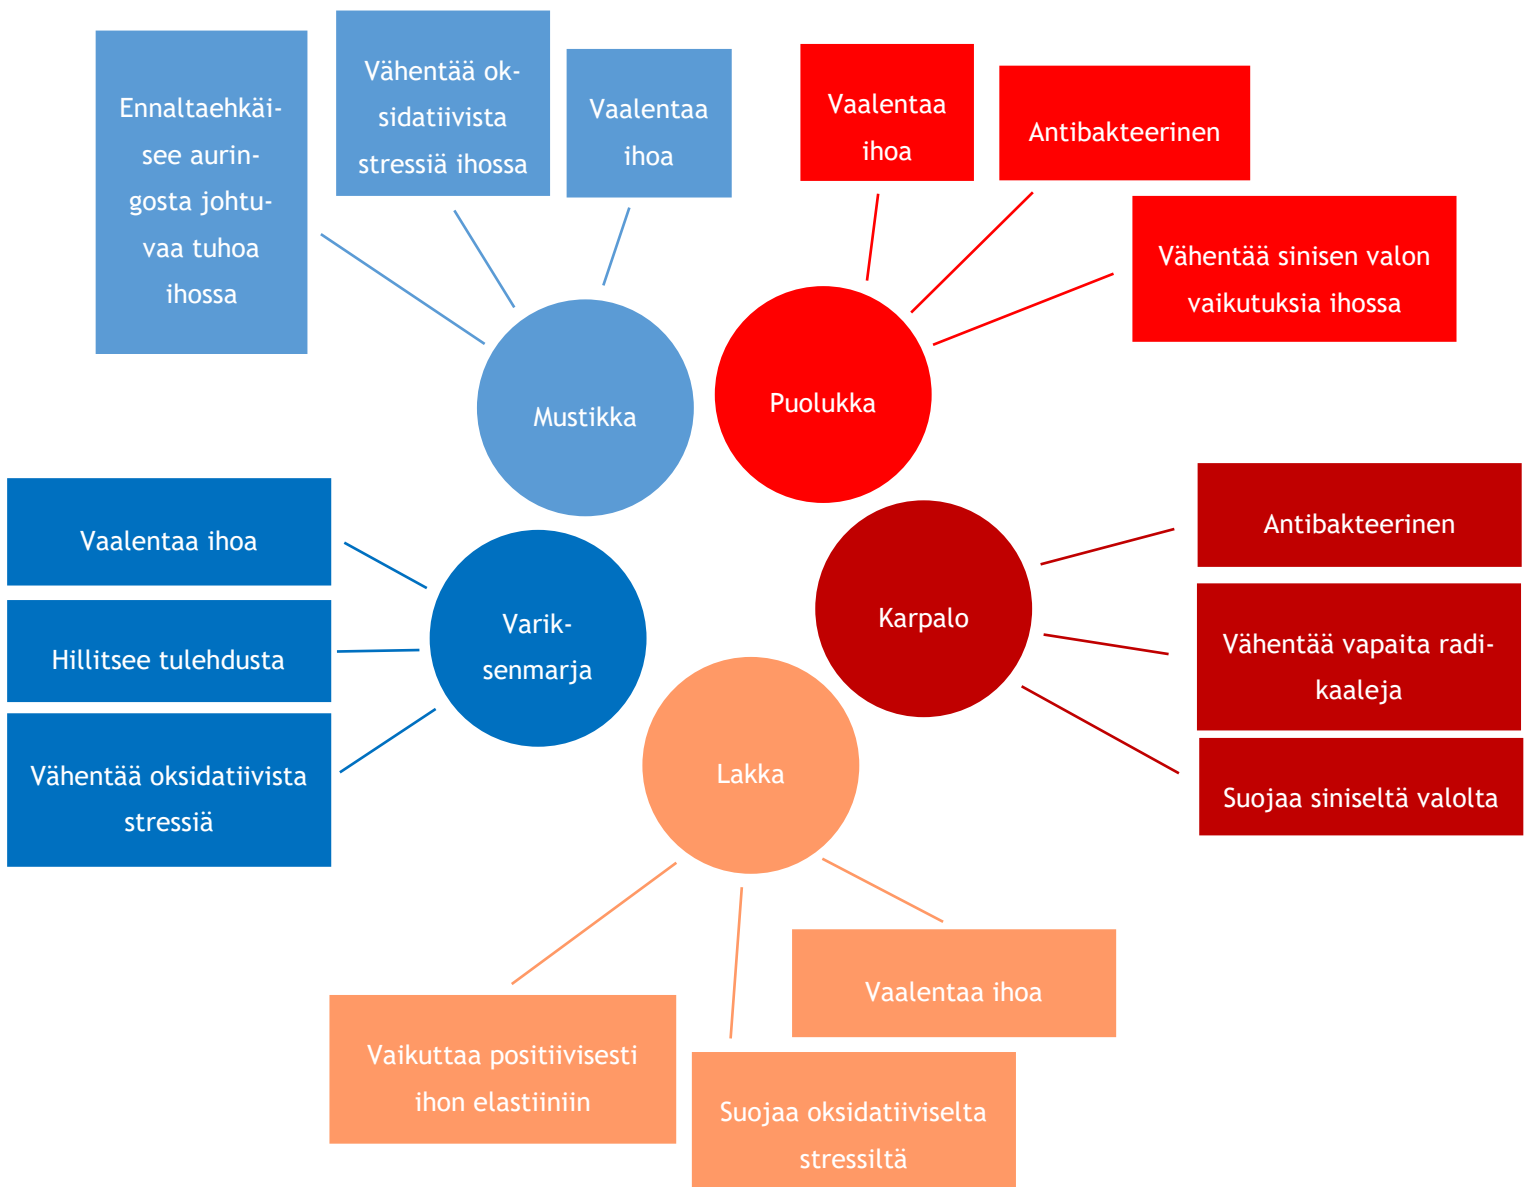 Ennaltaehkäi-
see aurin-
gosta johtu-
vaa tuhoa
ihossa
Vähentää ok-
sidatiivista
stressiä ihossa
Vaalentaa
ihoa
Mustikka
Vaalentaa
ihoa
Antibakteerinen
Vähentää sinisen valon
vaikutuksia ihossa
Puolukka
Vaalentaa ihoa
Hillitsee tulehdusta
Vähentää oksidatiivista
stressiä
Varik-
senmarja
Karpalo
Antibakteerinen
Vähentää vapaita radi-
kaaleja
Suojaa siniseltä valolta
Lakka
Vaikuttaa positiivisesti
ihon elastiiniin
Suojaa oksidatiiviselta
stressiltä
Vaalentaa ihoa